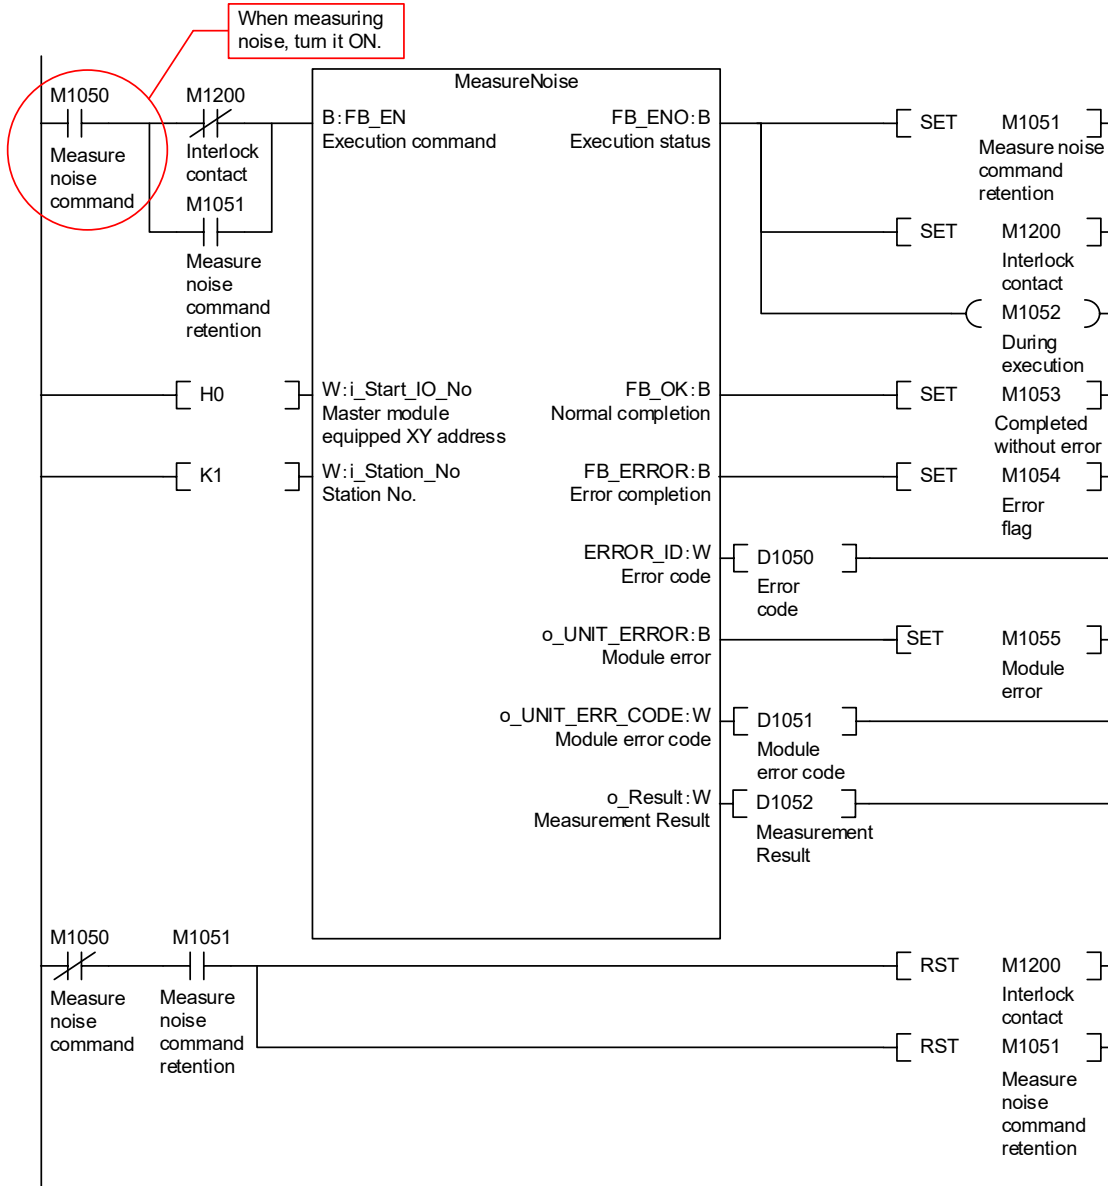 When measuring
noise, turn it ON.
MeasureNoise
M1050
Measure
noise
command
M1200
Interlock
contact
M1051
Measure
noise
command
retention
B:FB_EN
Execution command
FB_ENO:B
Execution status
SET M1051
Measure noise
command
retention
SET M1200
Interlock
contact
M1052
During
execution
H0
W:i_Start_IO_No
Master module
equipped XY address
FB_OK:B
Normal completion
SET M1053
Completed
without error
K1
W:i_Station_No
Station No.
FB_ERROR:B
Error completion
SET M1054
Error
flag
ERROR_ID:W
Error code
D1050
Error
code
o_UNIT_ERROR:B
Module error
SET M1055
Module
error
o_UNIT_ERR_CODE:W
Module error code
D1051
Module
error code
o_Result:W
Measurement Result
D1052
Measurement
Result
M1050
Measure
noise
command
M1051
Measure
noise
command
retention
RST M1200
Interlock
contact
RST M1051
Measure
noise
command
retention